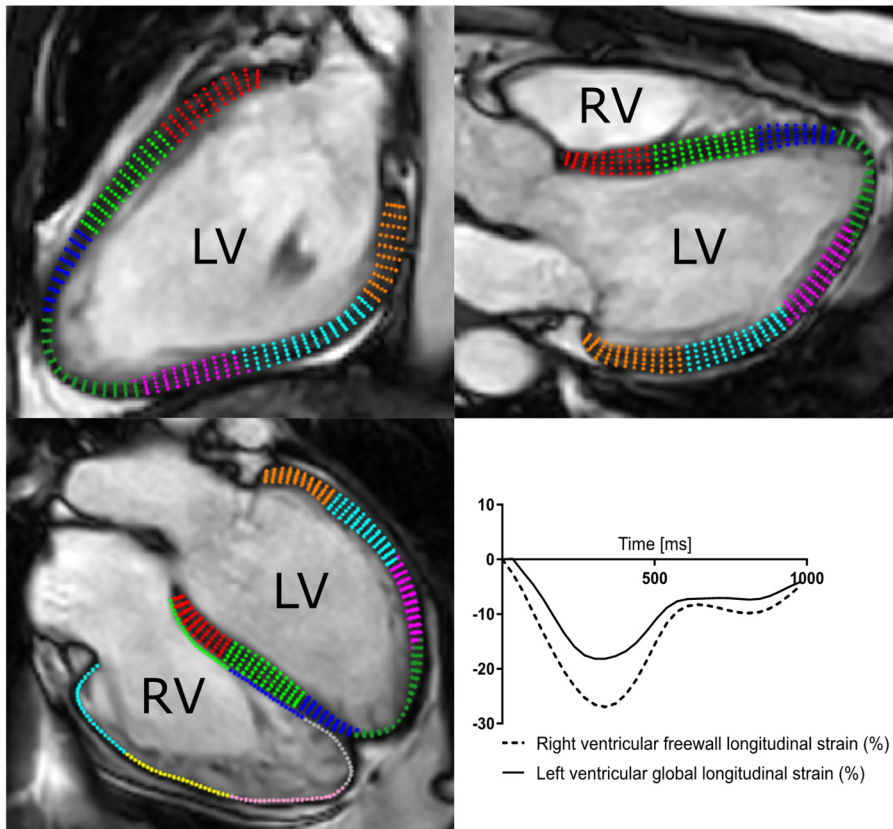 LV
RV
LV
LV
RV
10
Time [ms]
0
500
1000
-10
-20
-30
Right ventricular freewall longitudinal strain (%)
Left ventricular global longitudinal strain (%)